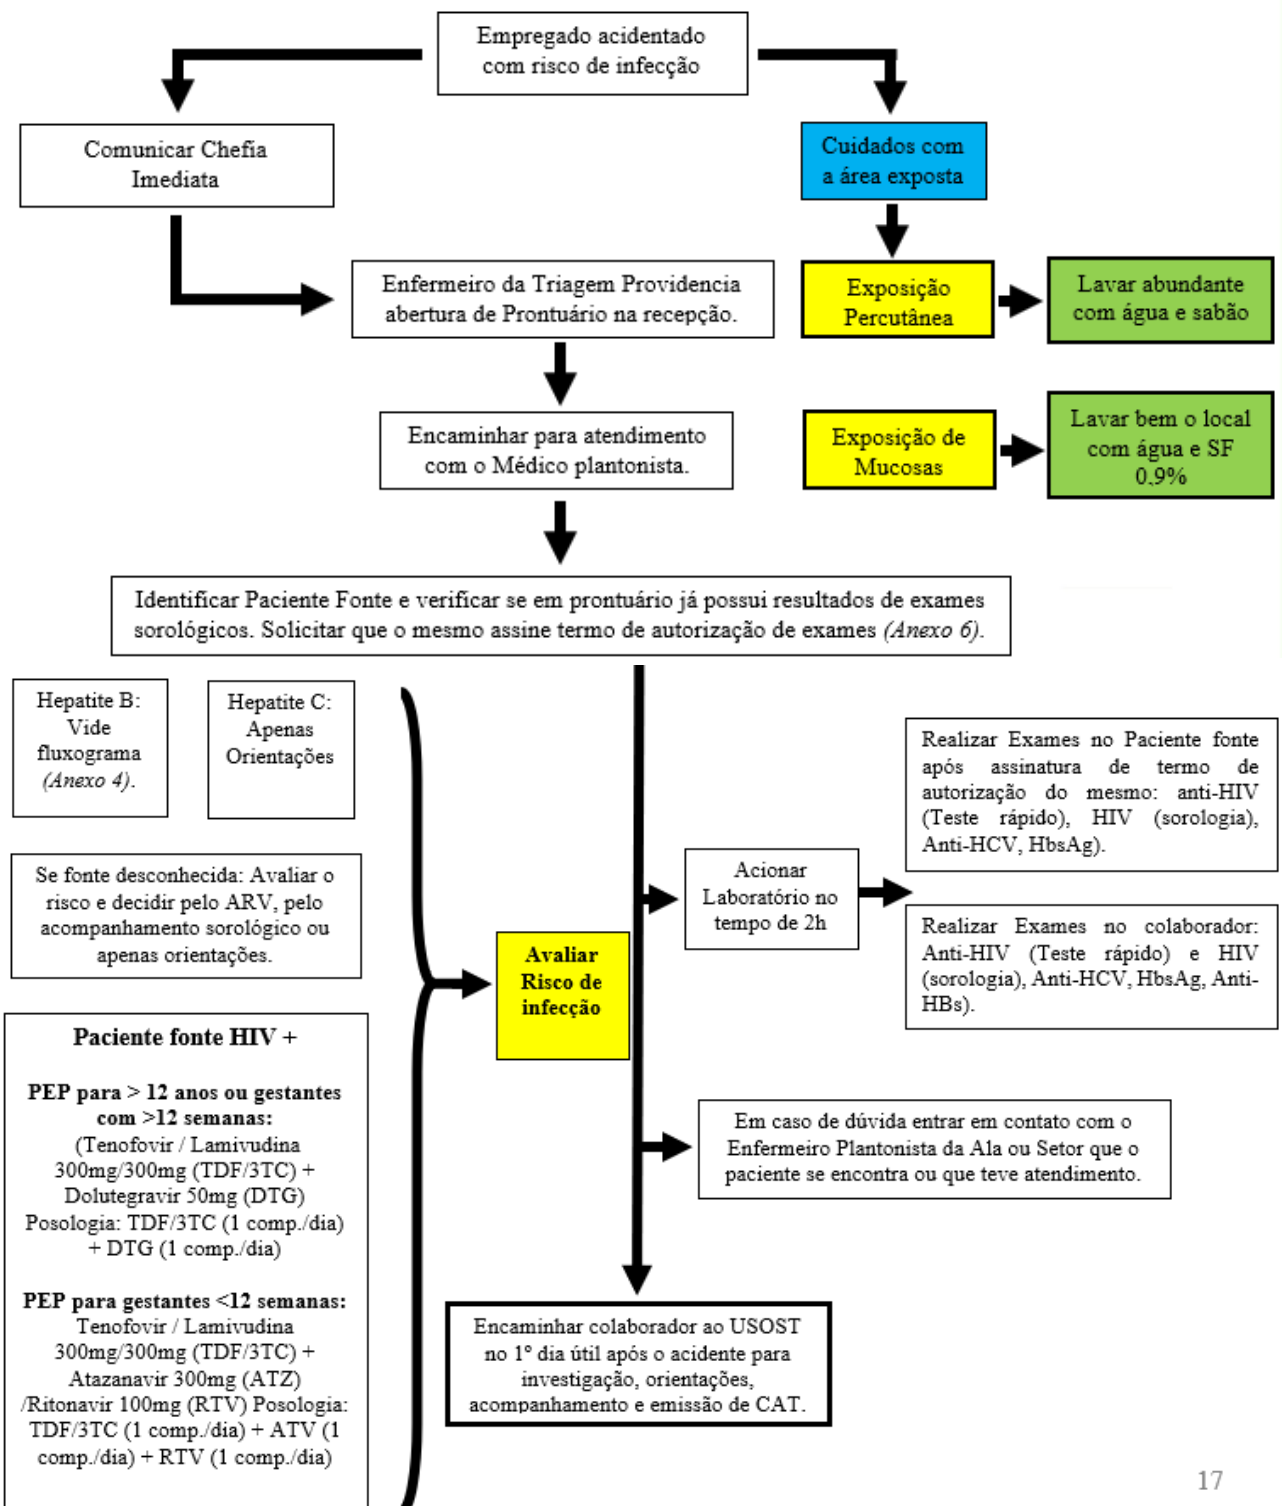 Empregado acidentado
com risco de infecção
Comunicar Chefia
Imediata
Cuidados com
a área exposta
Enfermeiro da Triagem Providencia
abertura de Prontuário na recepção.
Exposição
Percutânea
Lavar abundante
com água e sabão
Encaminhar para atendimento
com o Médico plantonista.
Exposição de
Mucosas
Lavar bem o local
com água e SF
0,9%
Identificar Paciente Fonte e verificar se em prontuário já possui resultados de exames
sorológicos. Solicitar que o mesmo assine termo de autorização de exames (Anexo 6).
Hepatite B:
Vide
fluxograma
(Anexo 4).
Hepatite C:
Apenas
Orientações
Se fonte desconhecida: Avaliar o
risco e decidir pelo ARV, pelo
acompanhamento sorológico ou
apenas orientações.
Paciente fonte HIV +
PEP para > 12 anos ou gestantes
com >12 semanas:
(Tenofovir / Lamivudina
300mg/300mg (TDF/3TC) +
Dolutegravir 50mg (DTG)
Posologia: TDF/3TC (1 comp./dia)
+ DTG (1 comp./dia)
PEP para gestantes <12 semanas:
Tenofovir / Lamivudina
300mg/300mg (TDF/3TC) +
Atazanavir 300mg (ATZ)
/Ritonavir 100mg (RTV) Posologia:
TDF/3TC (1 comp./dia) + ATV (1
comp./dia) + RTV (1 comp./dia)
Avaliar
Risco de
infecção
Acionar
Laboratório no
tempo de 2h
Realizar Exames no Paciente fonte
após assinatura de termo de
autorização do mesmo: anti-HIV
(Teste rápido), HIV (sorologia),
Anti-HCV, HbsAg).
Realizar Exames no colaborador:
Anti-HIV (Teste rápido) e HIV
(sorologia), Anti-HCV, HbsAg, Anti-
HBs).
Em caso de dúvida entrar em contato com o
Enfermeiro Plantonista da Ala ou Setor que o
paciente se encontra ou que teve atendimento.
Encaminhar colaborador ao USOST
no 1º dia útil após o acidente para
investigação, orientações,
acompanhamento e emissão de CAT.
17